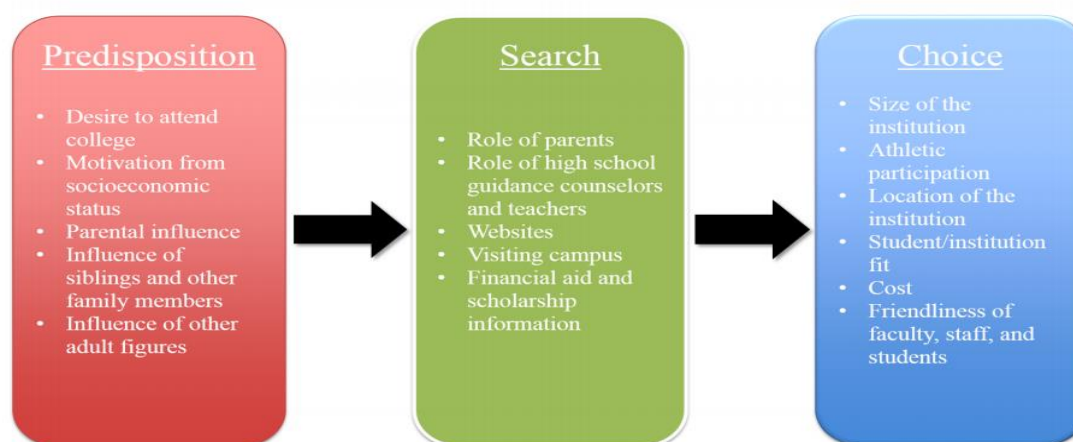 Predisposition
• Desire to attend
college
• Motivation from
socioeconomic
status
• Parental influence
• Influence of
siblings and other
family members
• Influence of other
adult figures
Search
• Role of parents
• Role of high school
guidance counselors
and teachers
• Websites
• Visiting campus
• Financial aid and
scholarship
information
Choice
• Size of the
institution
• Athletic
participation
• Location of the
institution
• Student/institution
fit
• Cost
• Friendliness of
faculty, staff, and
students